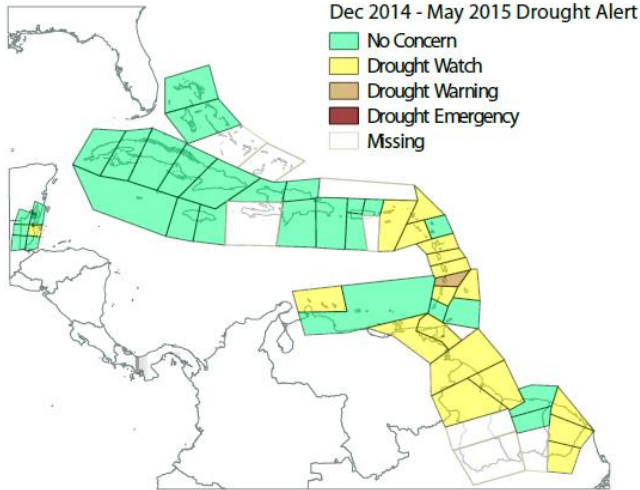 Dec 2014 - May 2015 Drought Alert
No Concern
Drought Watch
Drought Warning
Drought Emergency
Missing